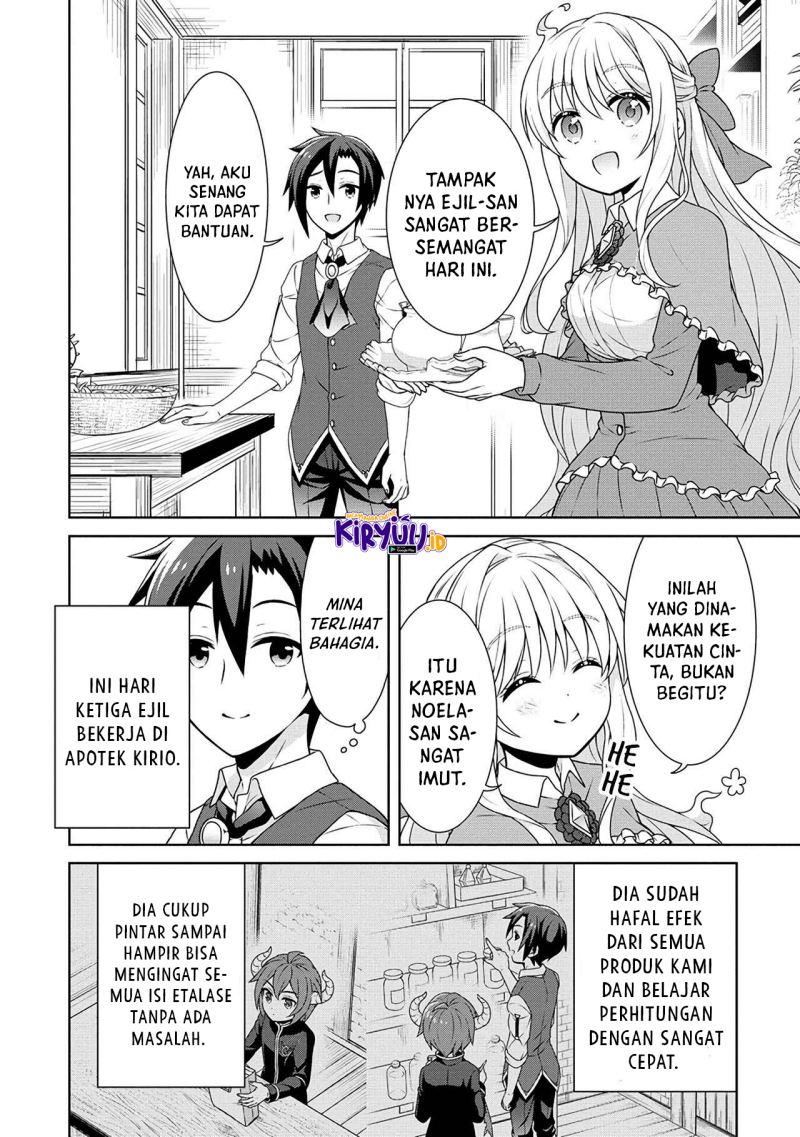 TAMPAK
NYA EJIL-SAN
SANGAT BER-
SEMANGAT
HARI INI.
YAH, AKU
SENANG
KITA DAPAT
BANTUAN.
KIRYUU.id
INILAH
YANG DINA-
MAKAN KE-
KUATAN CIN-
TA, BUKAN
BEGITU?
ITU
KARENA
NOELA-
SAN SA-
NGAT
IMUT.
HE
HE
MINA
TERLIHAT
BAHAGIA.
INI HARI
KETIGA EJIL
BEKERJA DI
APOTEK KIRIO.
DIA SUDAH
HAFAL EFEK
DARI SEMUA
PRODUK KAMI
DAN BELAJAR
PERHITUNGAN
DENGAN SANGAT
CEPAT.
DIA CUKUP
PINTAR SAMPAI
HAMPIR BISA
MENGINGAT SE-
MUA ISI ETALASE
TANPA ADA
MASALAH.